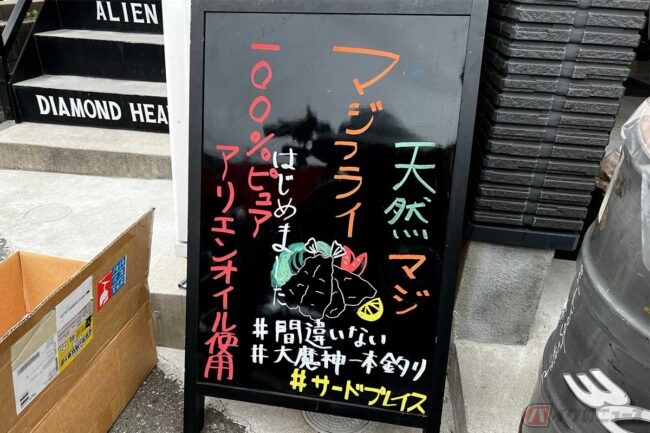 ALIEN
DIAMOND HEA
天然マジ
マジフライ
はじめました
100%ピュア
アリエンオイル使用
#間違いない
#大魔神一本釣り
#サードプレイス